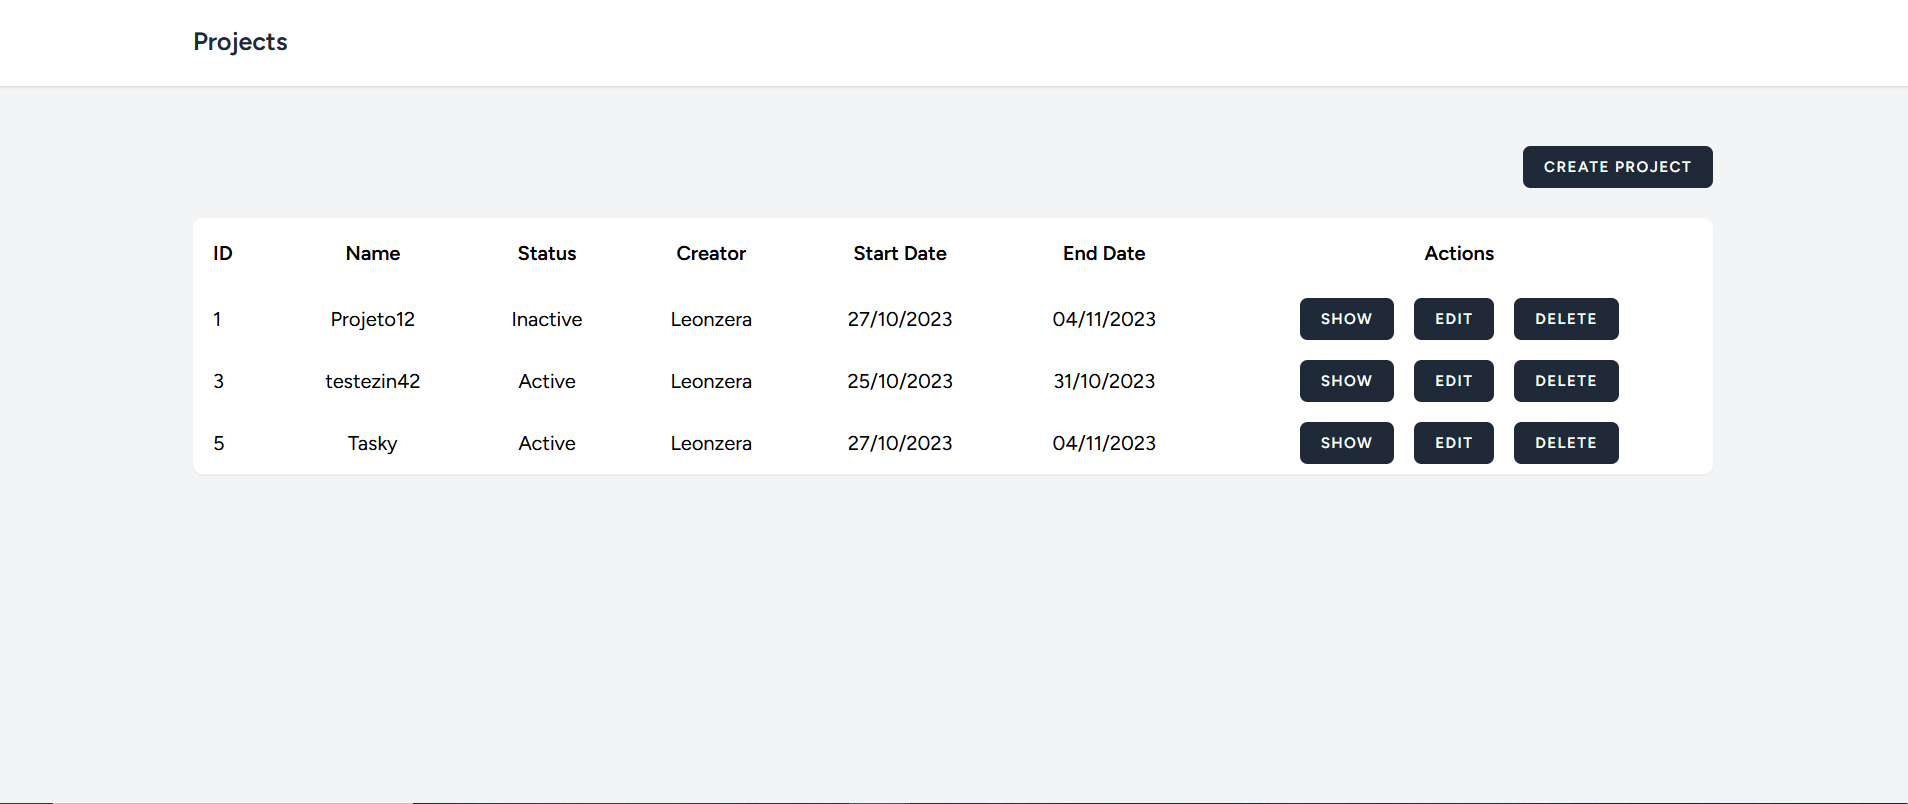 Projects
CREATE PROJECT
ID Name Status Creator Start Date End Date Actions
1 Projeto12 Inactive Leonzera 27/10/2023 04/11/2023 SHOW EDIT DELETE
3 testezin42 Active Leonzera 25/10/2023 31/10/2023 SHOW EDIT DELETE
5 Tasky Active Leonzera 27/10/2023 04/11/2023 SHOW EDIT DELETE